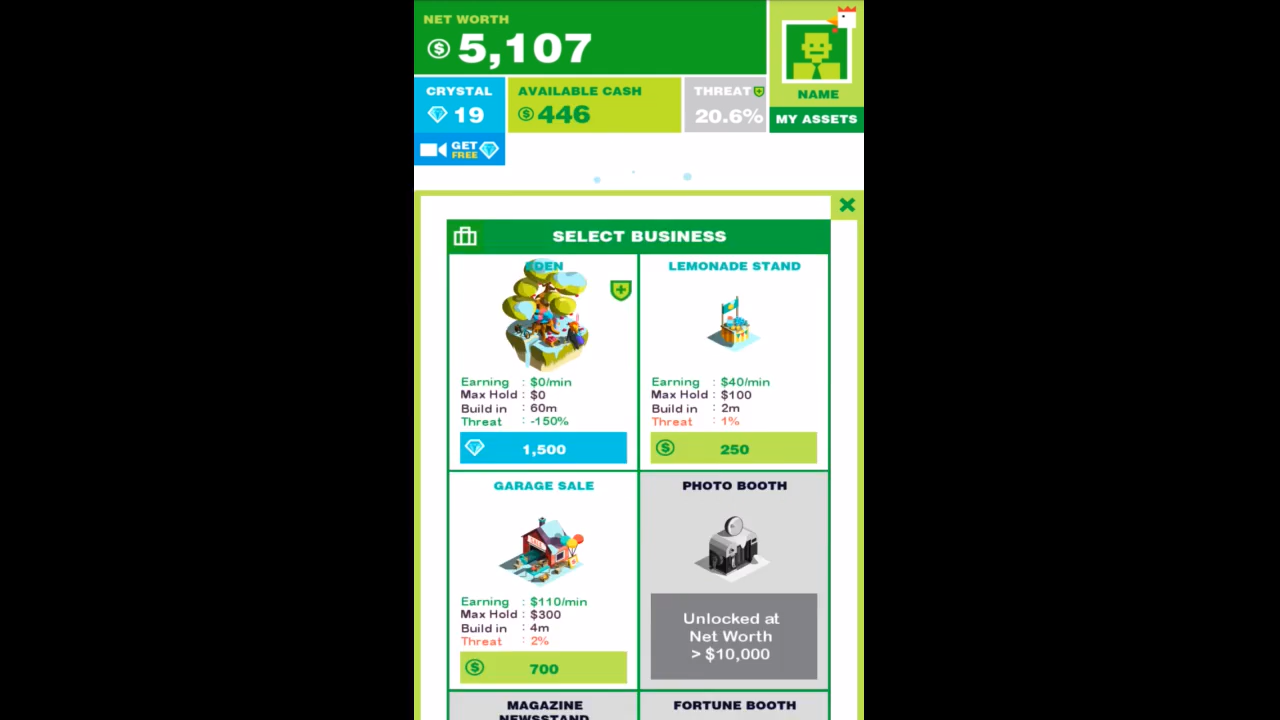 NET WORTH
$ 5,107
NAME
MY ASSETS
CRYSTAL
19
AVAILABLE CASH
$ 446
THREAT
20.6%
GET
FREE
SELECT BUSINESS
EDEN
Earning : $0/min
Max Hold : $0
Build in : 60m
Threat : -150%
1,500
LEMONADE STAND
Earning : $40/min
Max Hold : $100
Build in : 2m
Threat : 1%
$ 250
GARAGE SALE
Earning : $110/min
Max Hold : $300
Build in : 4m
Threat : 2%
$ 700
PHOTO BOOTH
Unlocked at
Net Worth
> $10,000
MAGAZINE
NEWSSTAND
FORTUNE BOOTH